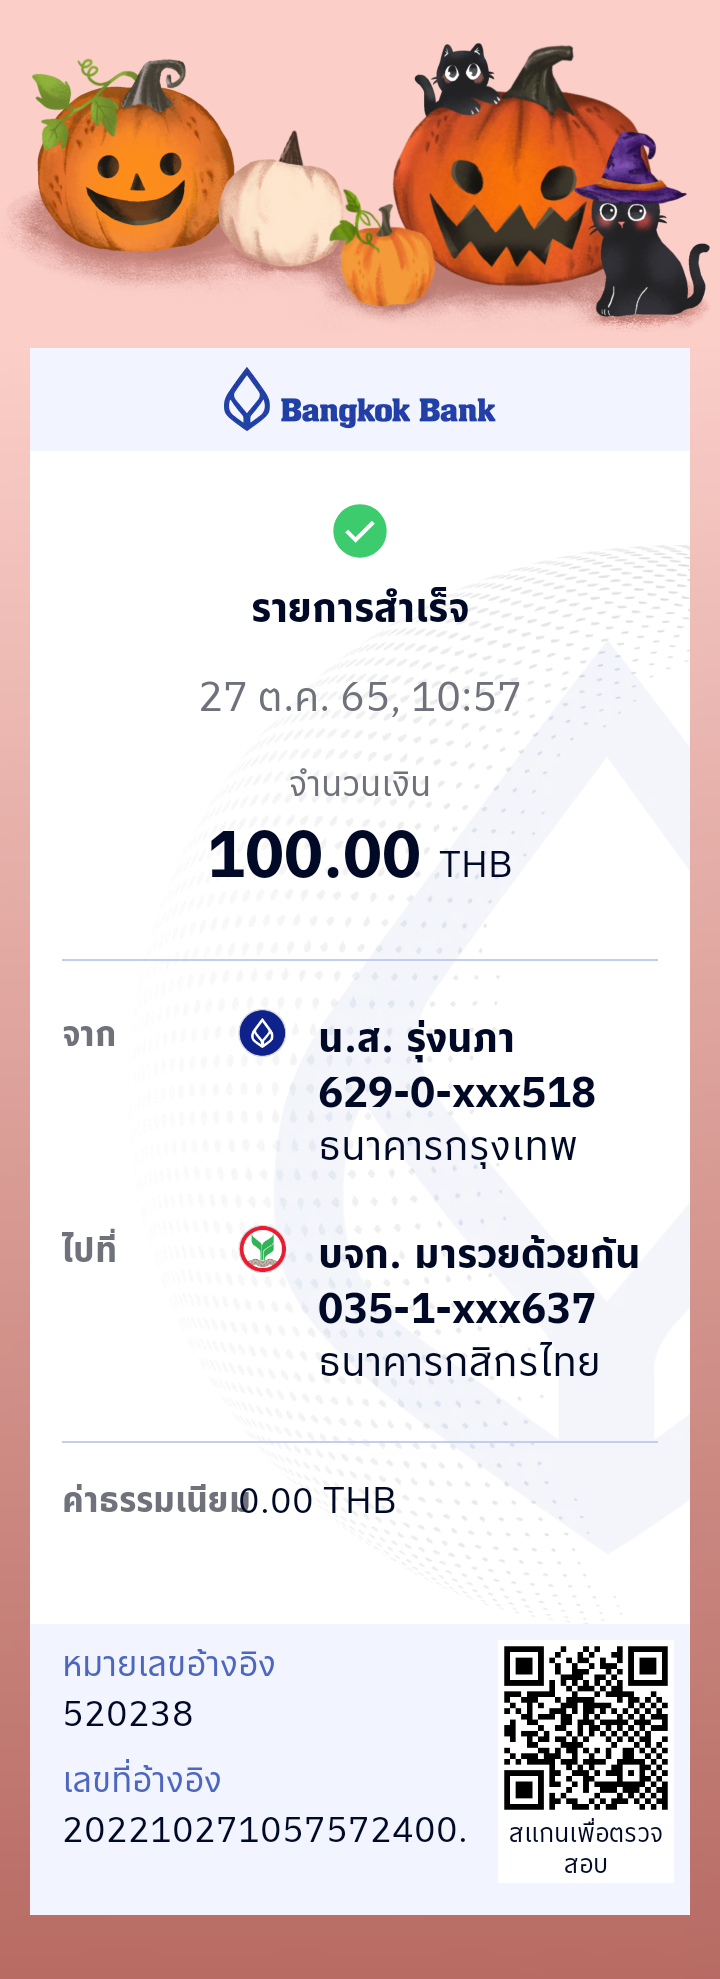 Bangkok Bank
รายการสำเร็จ
27 ต.ค. 65, 10:57
จำนวนเงิน
100.00 THB
จาก
น.ส. รุ่งนภา
629-0-xxx518
ธนาคารกรุงเทพ
ไปที่
บจก. มารวยด้วยกัน
035-1-xxx637
ธนาคารกสิกรไทย
ค่าธรรมเนียม 0.00 THB
หมายเลขอ้างอิง
520238
เลขที่อ้างอิง
202210271057572400.
สแกนเพื่อตรวจ
สอบ